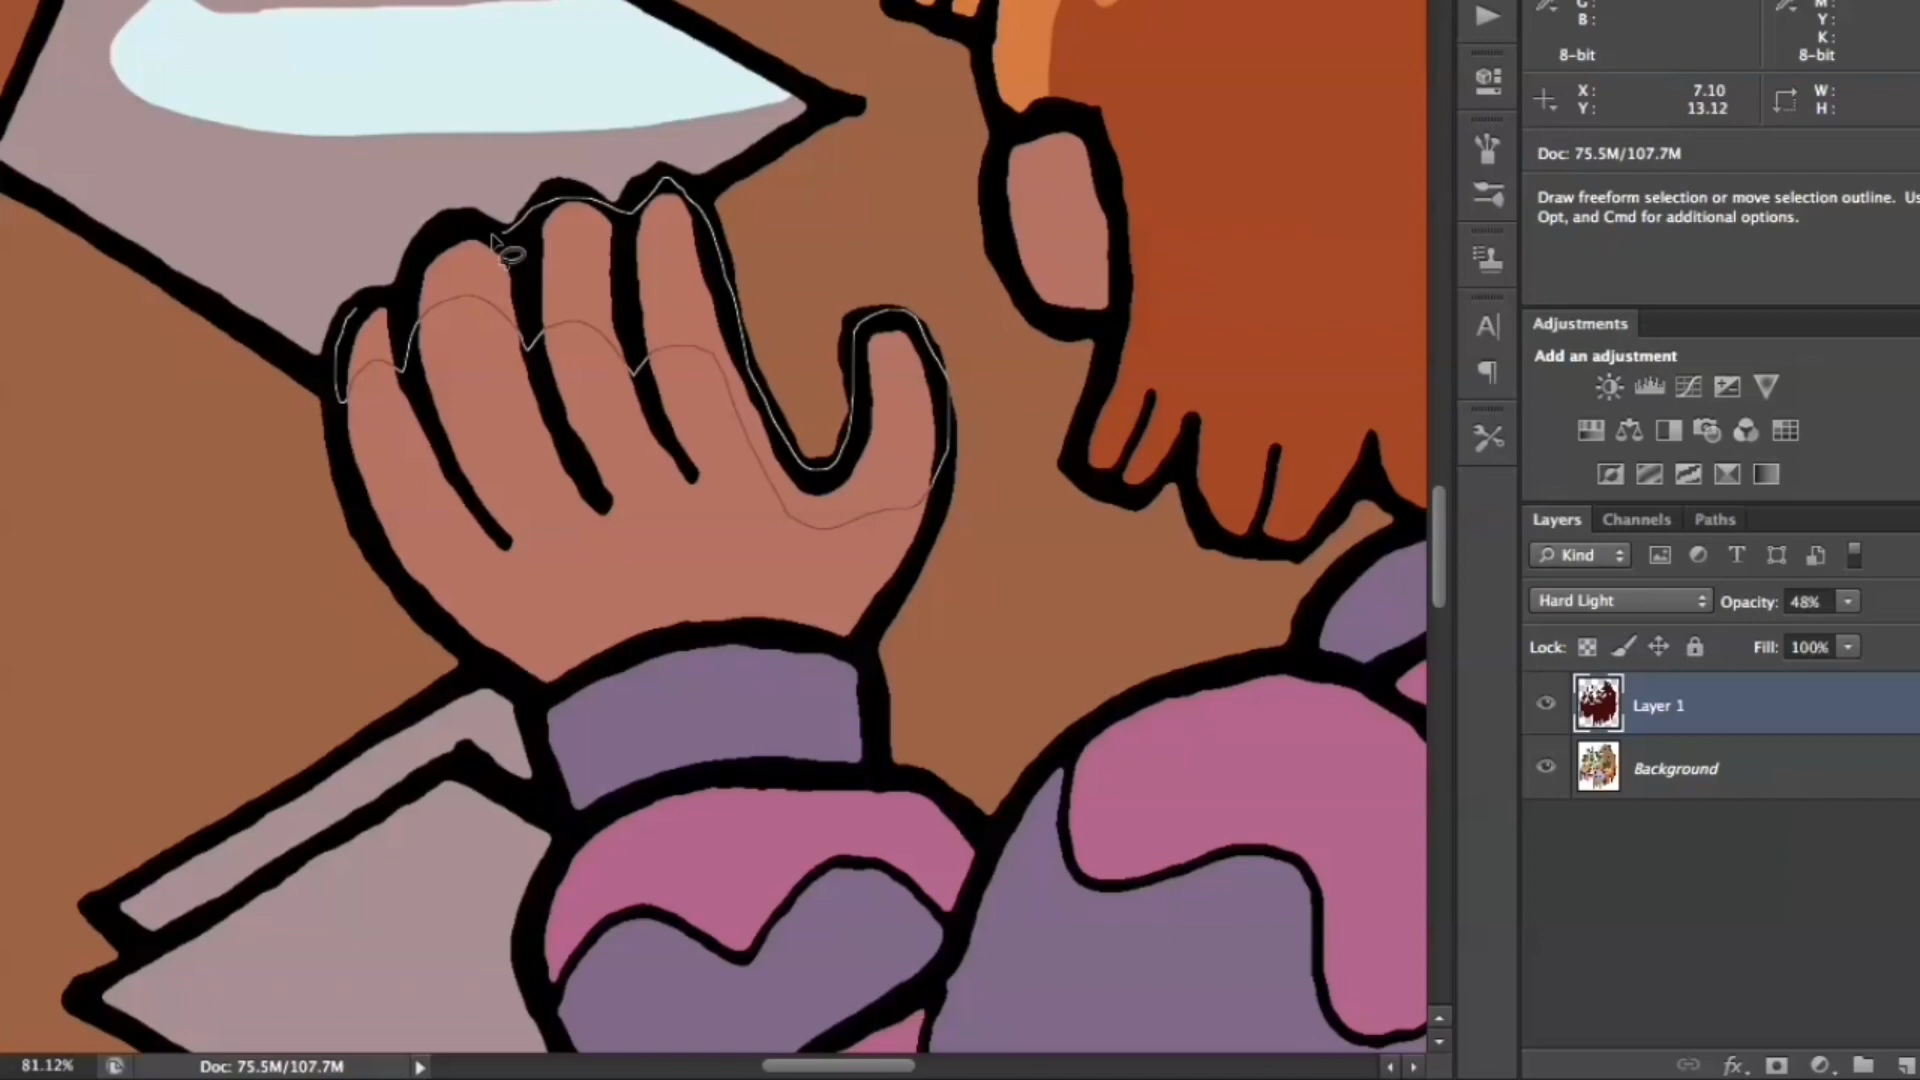 G:
B:
M:
Y:
K:
8-bit
8-bit
X: 7.10
Y: 13.12
W:
H:
Doc: 75.5M/107.7M
Draw freeform selection or move selection outline. Us
Opt, and Cmd for additional options.
Adjustments
Add an adjustment
Layers Channels Paths
Kind
Hard Light Opacity: 48%
Lock: Fill: 100%
Layer 1
Background
fx
81.12% Doc: 75.5M/107.7M